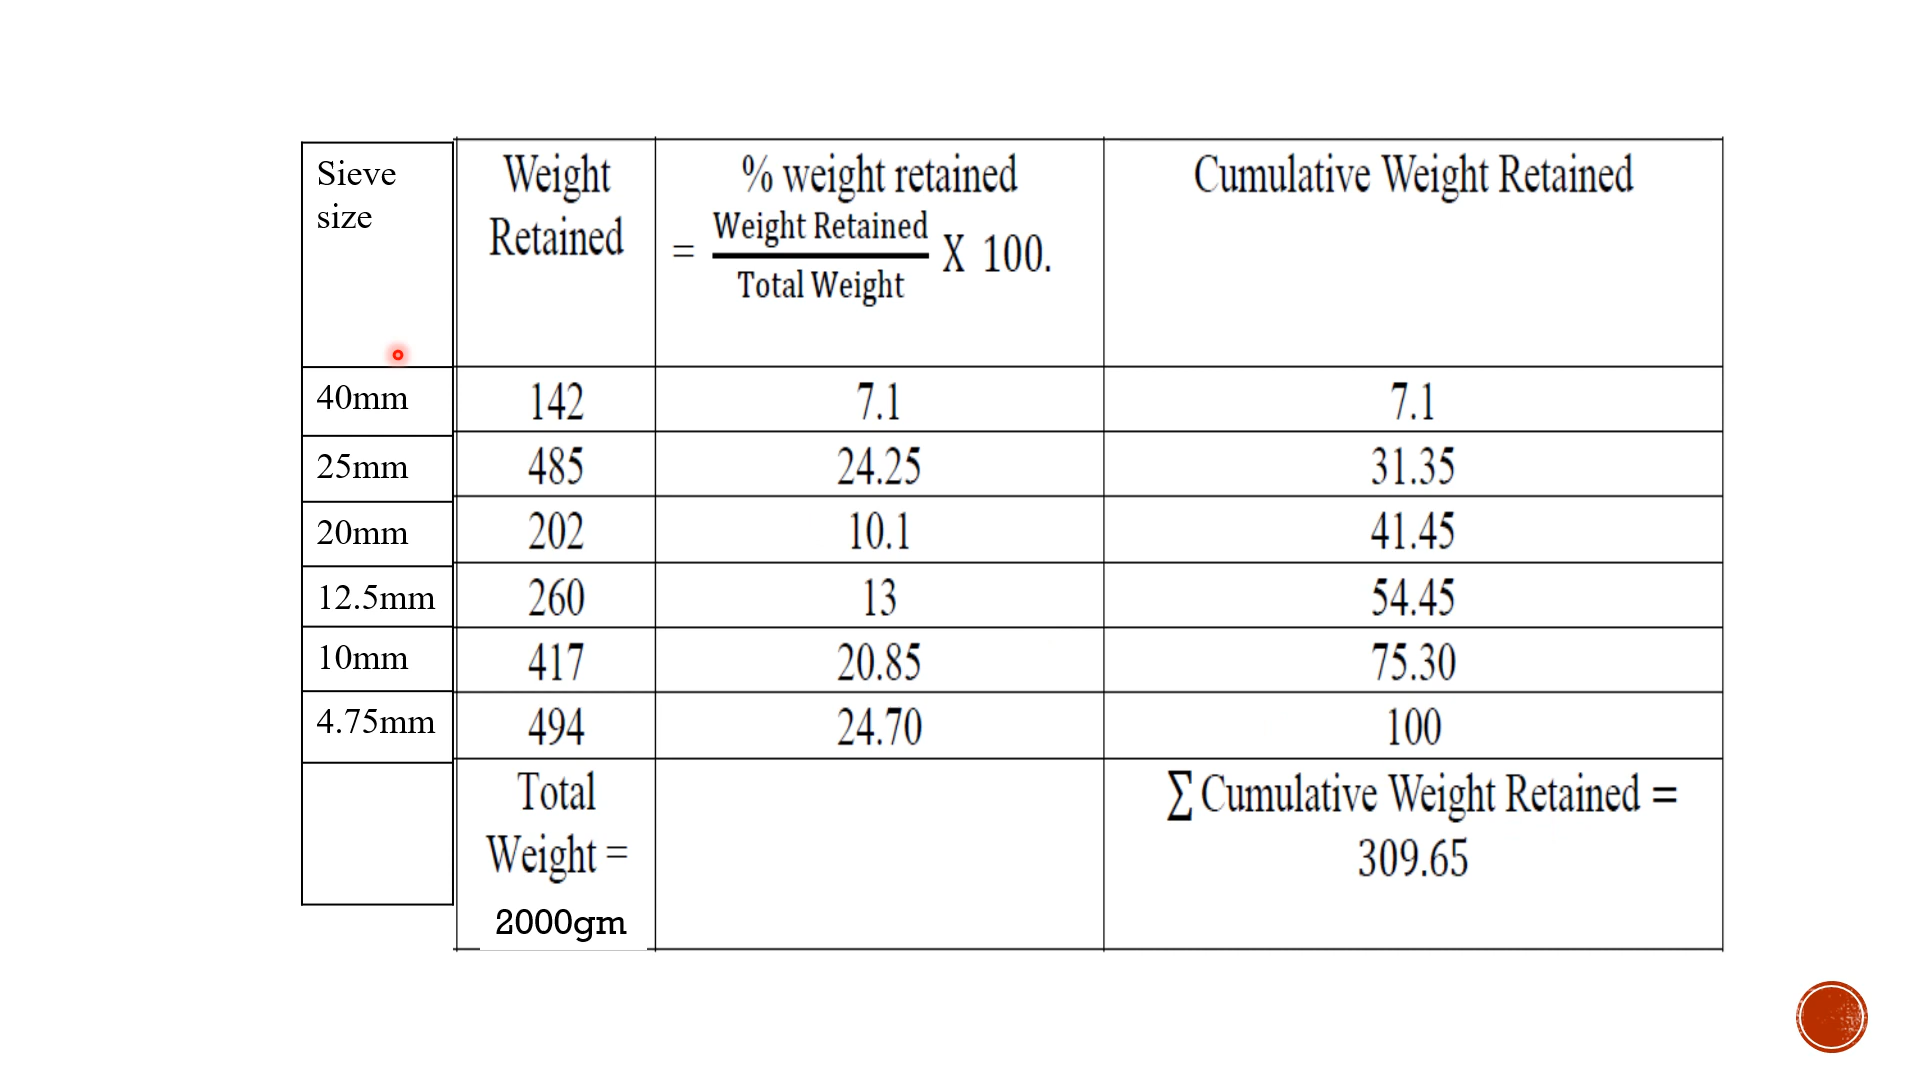 Sieve size
Weight Retained
% weight retained
= Weight Retained / Total Weight X 100.
Cumulative Weight Retained
40mm 142 7.1 7.1
25mm 485 24.25 31.35
20mm 202 10.1 41.45
12.5mm 260 13 54.45
10mm 417 20.85 75.30
4.75mm 494 24.70 100
Total
Weight =
2000gm
∑Cumulative Weight Retained =
309.65